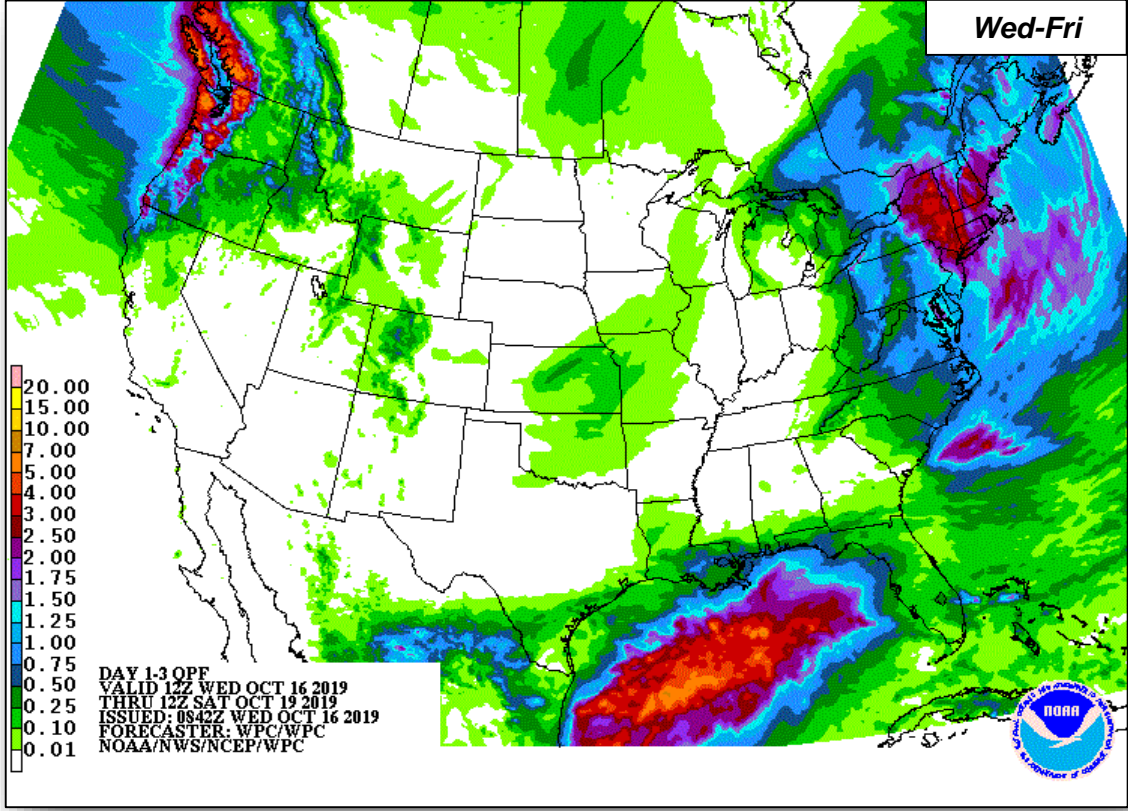 Wed-Fri
20.00
15.00
10.00
7.00
5.00
4.00
3.00
2.50
2.00
1.75
1.50
1.25
1.00
0.75
0.50
0.25
0.10
0.01
DAY 1-3 QPF
VALID 12Z WED OCT 16 2019
THRU 12Z SAT OCT 19 2019
ISSUED: 0842Z WED OCT 16 2019
FORECASTER: WPC/WPC
NOAA/NWS/NCEP/WPC
NOAA